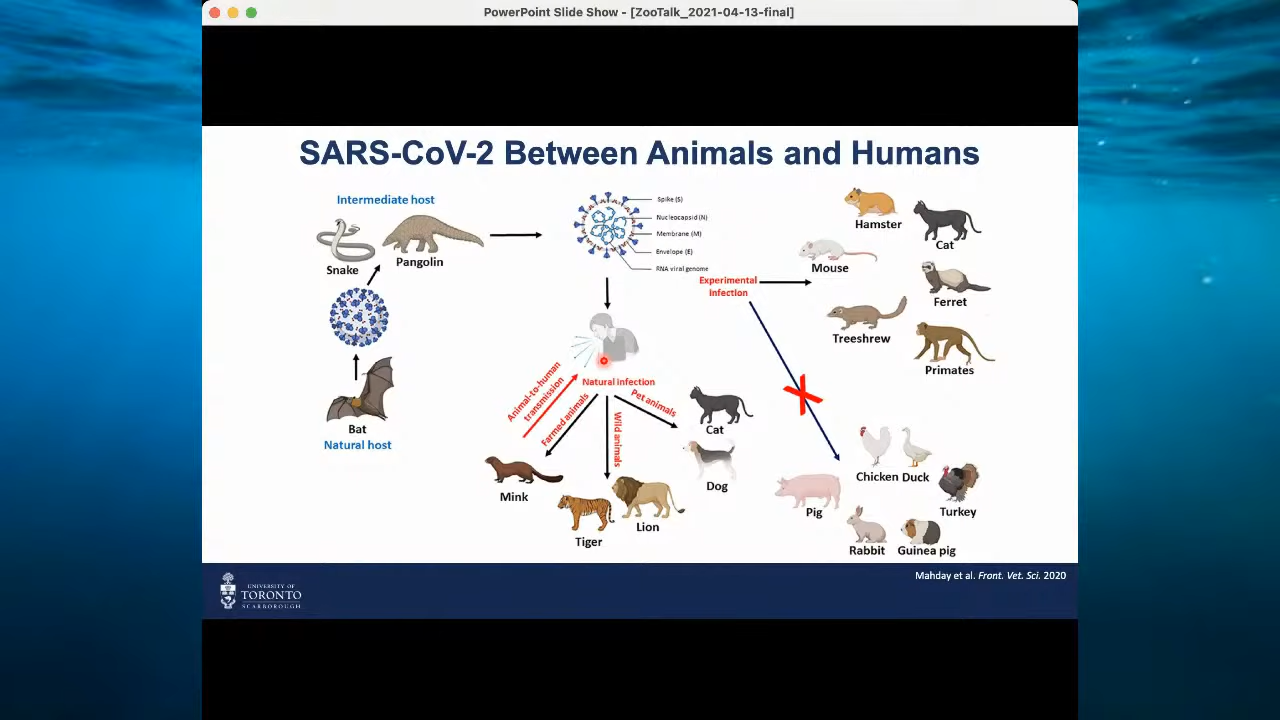 PowerPoint Slide Show - [ZooTalk_2021-04-13-final]
SARS-CoV-2 Between Animals and Humans
Intermediate host
Snake
Pangolin
Bat
Natural host
Spike (S)
Nucleocapsid (N)
Membrane (M)
Envelope (E)
RNA viral genome
Natural infection
Animal-to-human
transmission
Farmed animals
Wild animals
Pet animals
Mink
Tiger
Lion
Cat
Dog
Experimental
infection
Hamster
Cat
Mouse
Ferret
Treeshrew
Primates
Chicken
Duck
Pig
Turkey
Rabbit
Guinea pig
UNIVERSITY OF
TORONTO
SCARBOROUGH
Mahday et al. Front. Vet. Sci. 2020